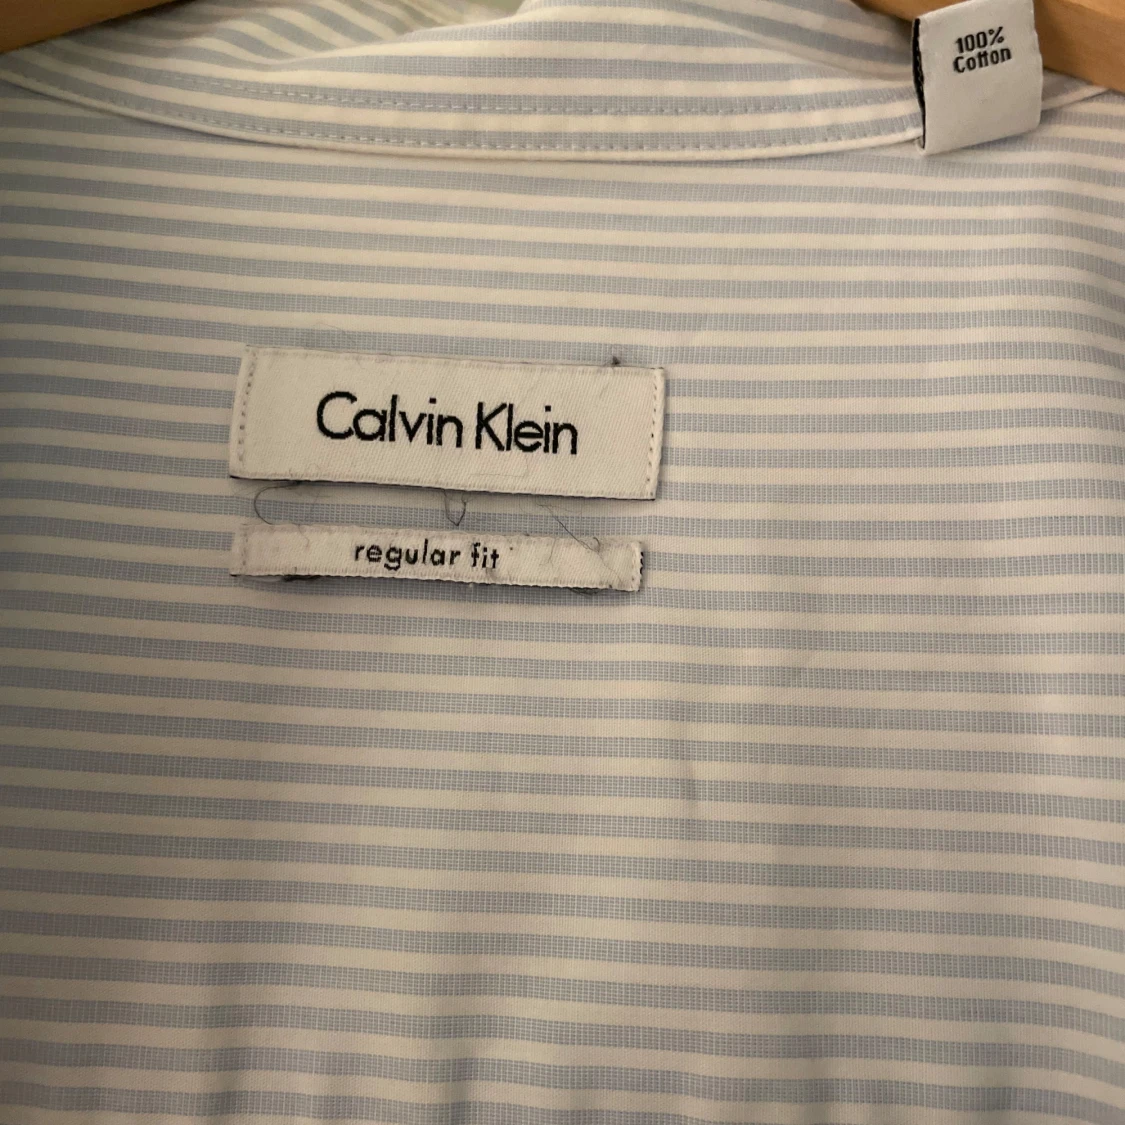 100%
Cotton
Calvin Klein
regular fit